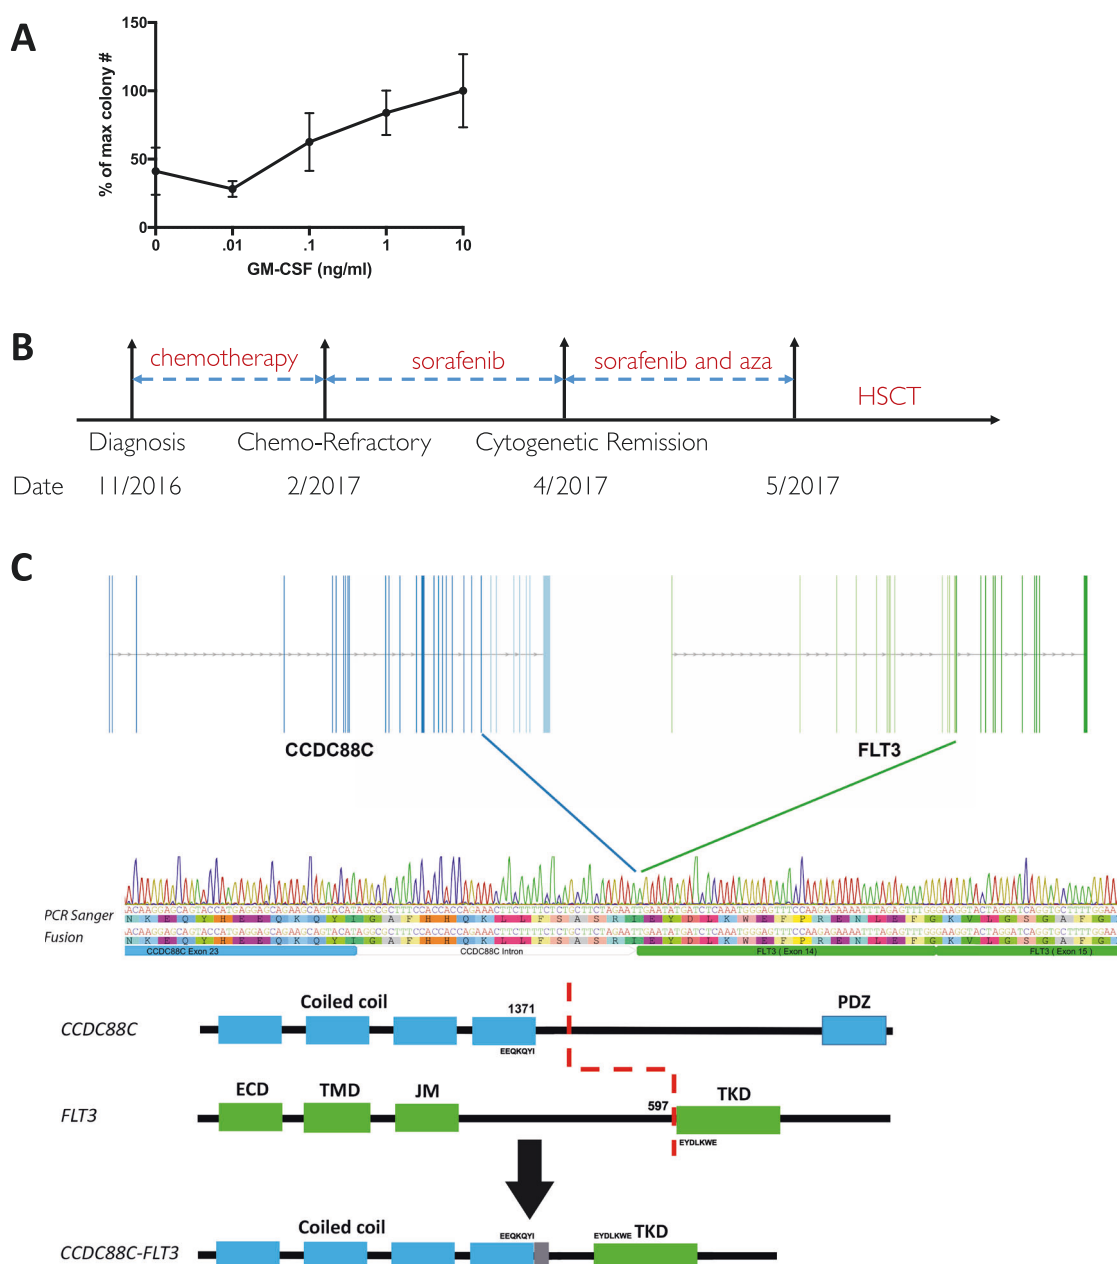 A
% of max colony #
150
100
50
0
0 .01 .1 1 10
GM-CSF (ng/ml)
B
chemotherapy sorafenib sorafenib and aza
HSCT
Diagnosis Chemo-Refractory Cytogenetic Remission
Date 11/2016 2/2017 4/2017 5/2017
C
CCDC88C FLT3
PCR Sanger
N K E Q Y H E E Q K Q Y I G A F H H Q K L L F S A S R I E Y D L K W E F P R E N L E F G K V L G S G A F G
Fusion
ACAAGGAGCAGTACCATGAGGAGCAGAAGCAGTACATAGGCGCTTTCCACCACCAGAAACTTCTTTTCTCTGCTTCTAGAATTGAATATGATCTCAAATGGGAGTTTCCAAGAGAAAATTTAGAGTTTGGGAAGGTACTAGGATCAGGTGCTTTTGGAA
N K E Q Y H E E Q K Q Y I G A F H H Q K L L F S A S R I E Y D L K W E F P R E N L E F G K V L G S G A F G
CCDC88C Exon 23 CCDC88C Intron FLT3 ( Exon 14) FLT3 ( Exon 15 )
Coiled coil 1371 PDZ
CCDC88C
EEQKQYI
ECD TMD JM 597 TKD
FLT3
EYDLKWE
Coiled coil EEQKQYI EYDLKWE TKD
CCDC88C-FLT3